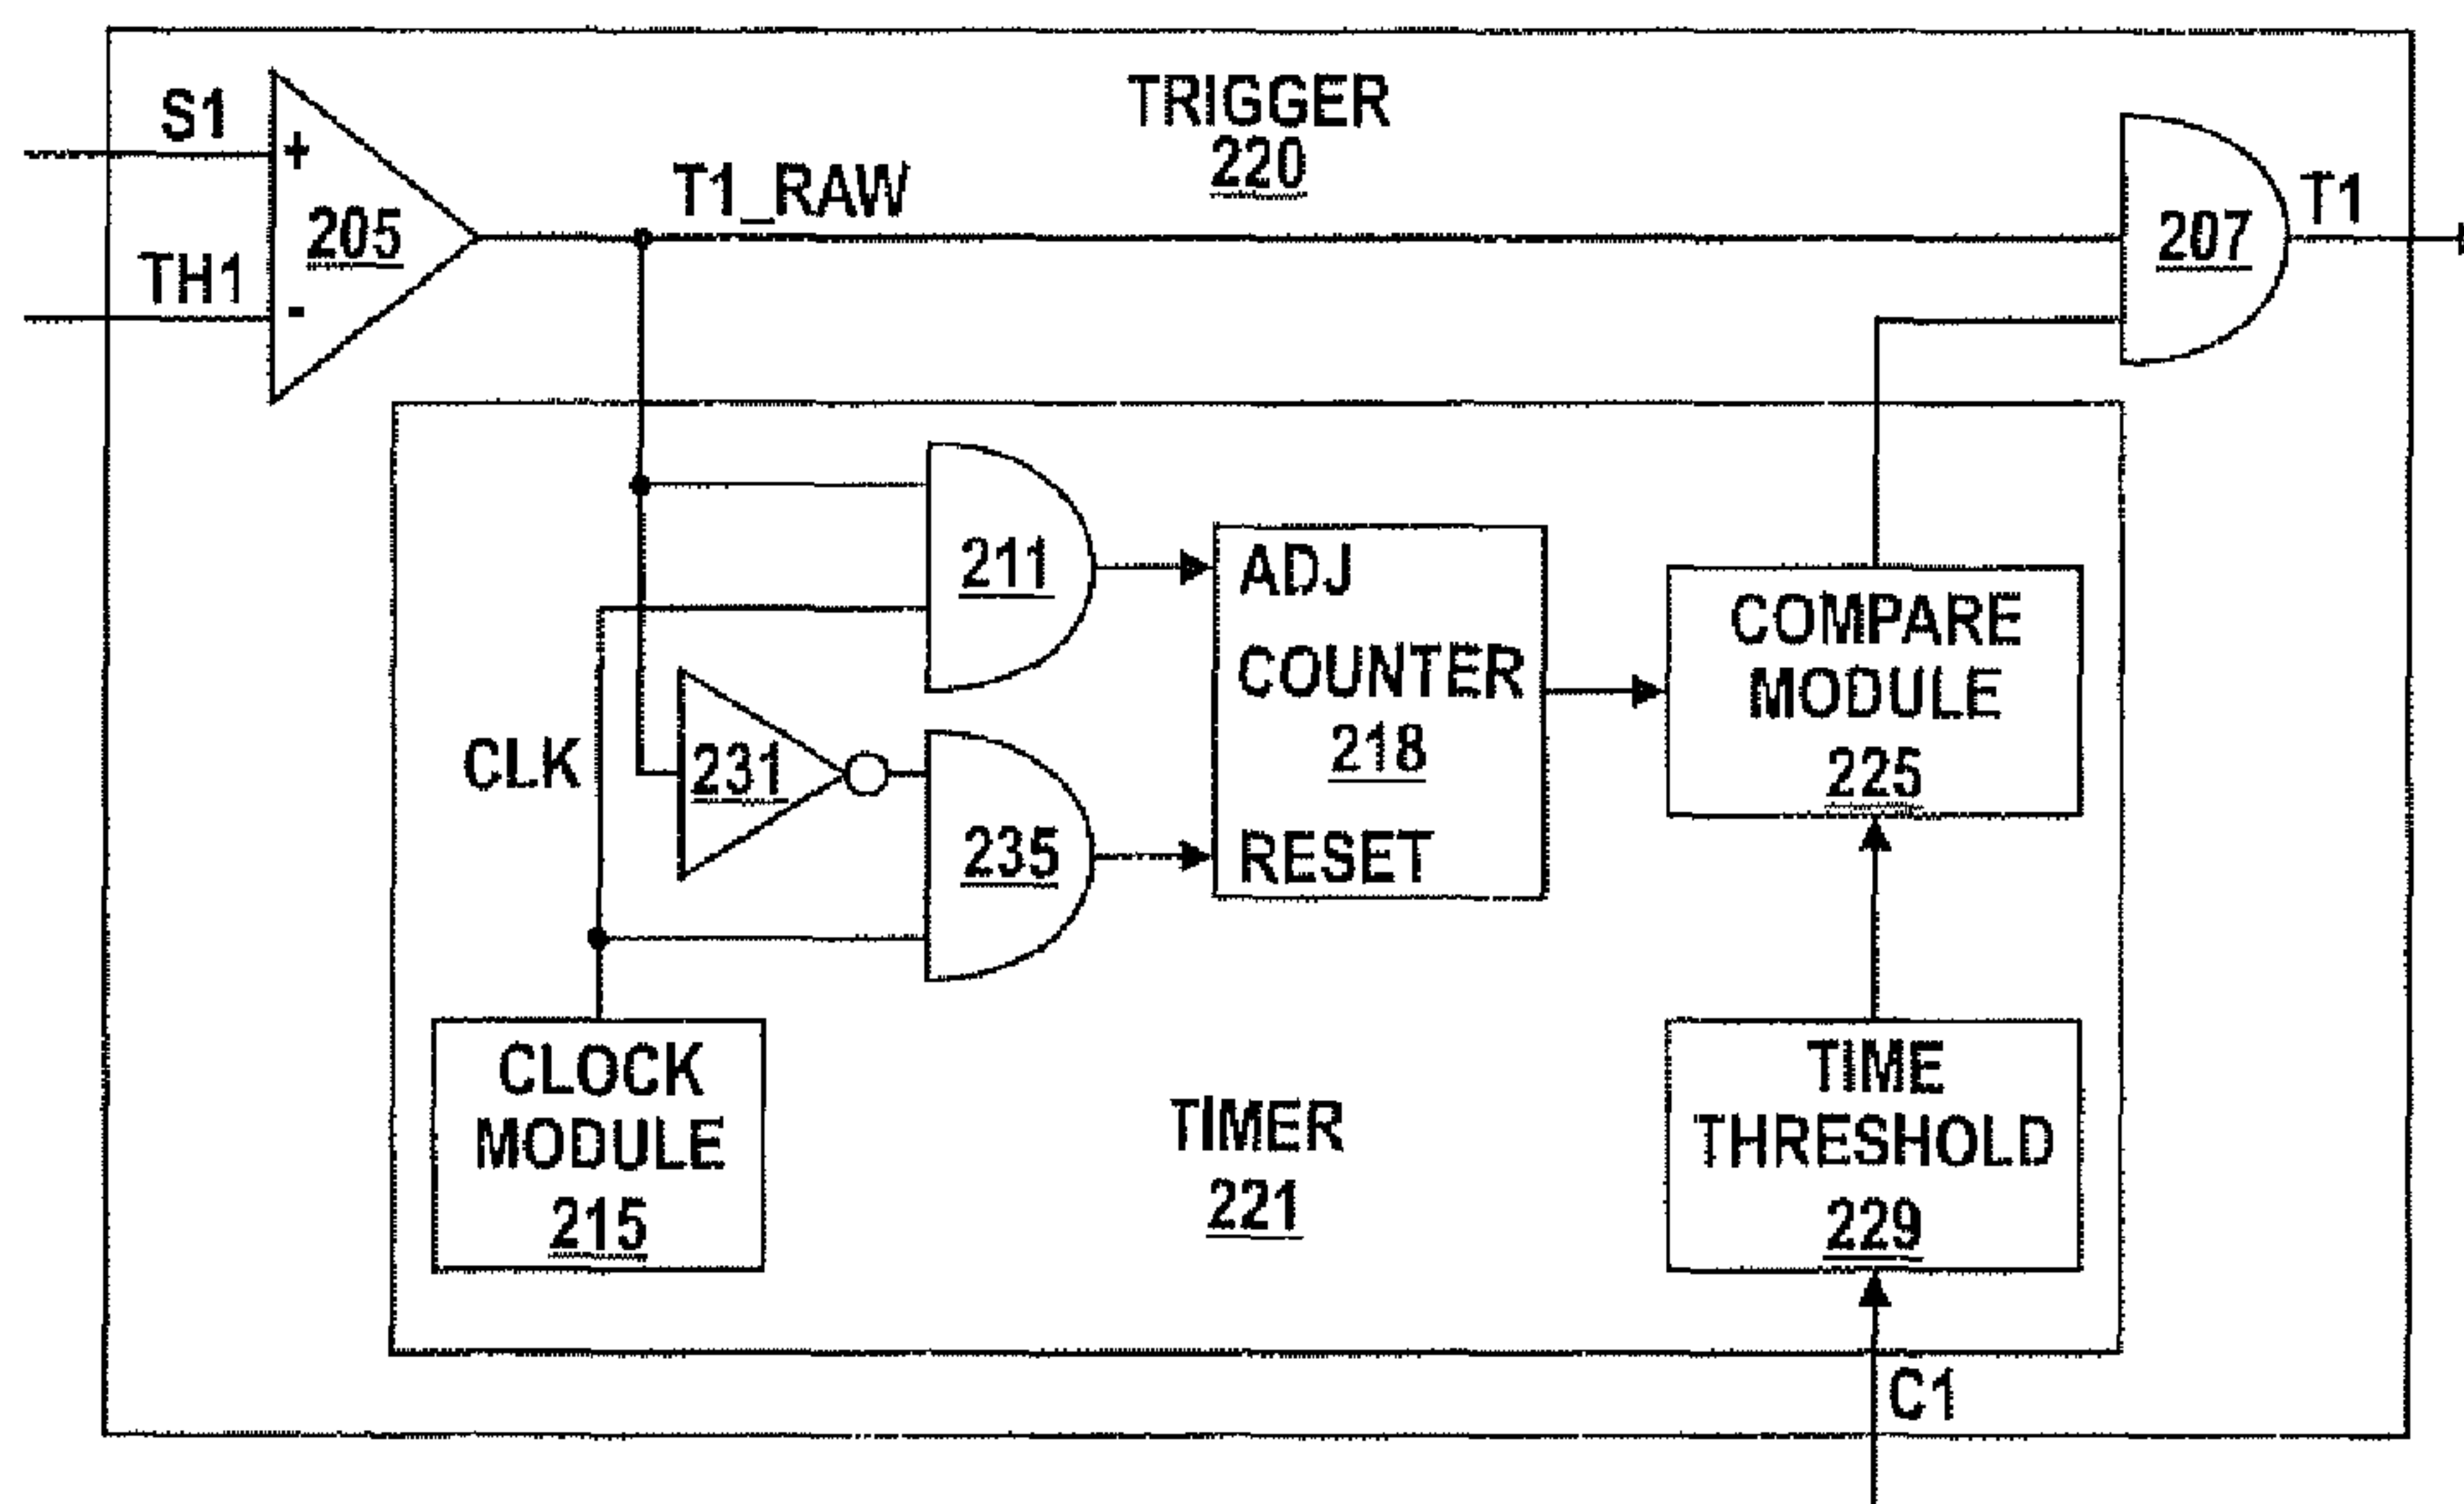 TRIGGER
220
S1
+
205
TH1
-
T1_RAW
207
T1
211
ADJ
COUNTER
218
RESET
COMPARE
MODULE
225
CLK
231
235
CLOCK
MODULE
215
TIMER
221
TIME
THRESHOLD
229
C1